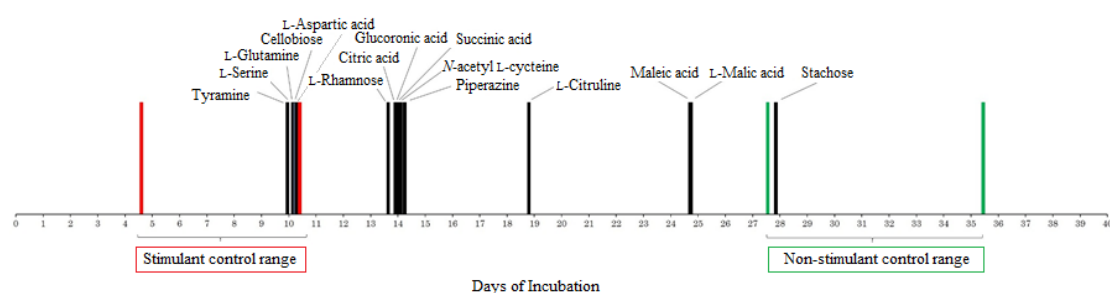 L-Aspartic acid
Cellobiose
Glucoronic acid
Succinic acid
L-Glutamine
Citric acid
N-acetyl L-cycteine
L-Serine
L-Rhamnose
Piperazine
L-Citruline
Maleic acid
L-Malic acid
Stachose
Tyramine
0 1 2 3 4 5 6 7 8 9 10 11 12 13 14 15 16 17 18 19 20 21 22 23 24 25 26 27 28 29 30 31 32 33 34 35 36 37 38 39 40
Stimulant control range
Non-stimulant control range
Days of Incubation